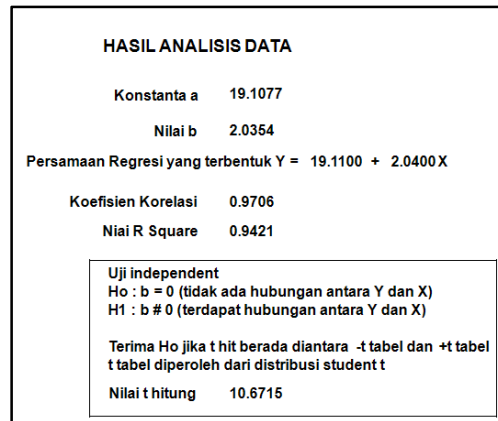 HASIL ANALISIS DATA
Konstanta a 19.1077
Nilai b 2.0354
Persamaan Regresi yang terbentuk Y = 19.1100 + 2.0400 X
Koefisien Korelasi 0.9706
Niai R Square 0.9421
Uji independent
Ho : b = 0 (tidak ada hubungan antara Y dan X)
H1 : b # 0 (terdapat hubungan antara Y dan X)
Terima Ho jika t hit berada diantara -t tabel dan +t tabel
t tabel diperoleh dari distribusi student t
Nilai t hitung 10.6715